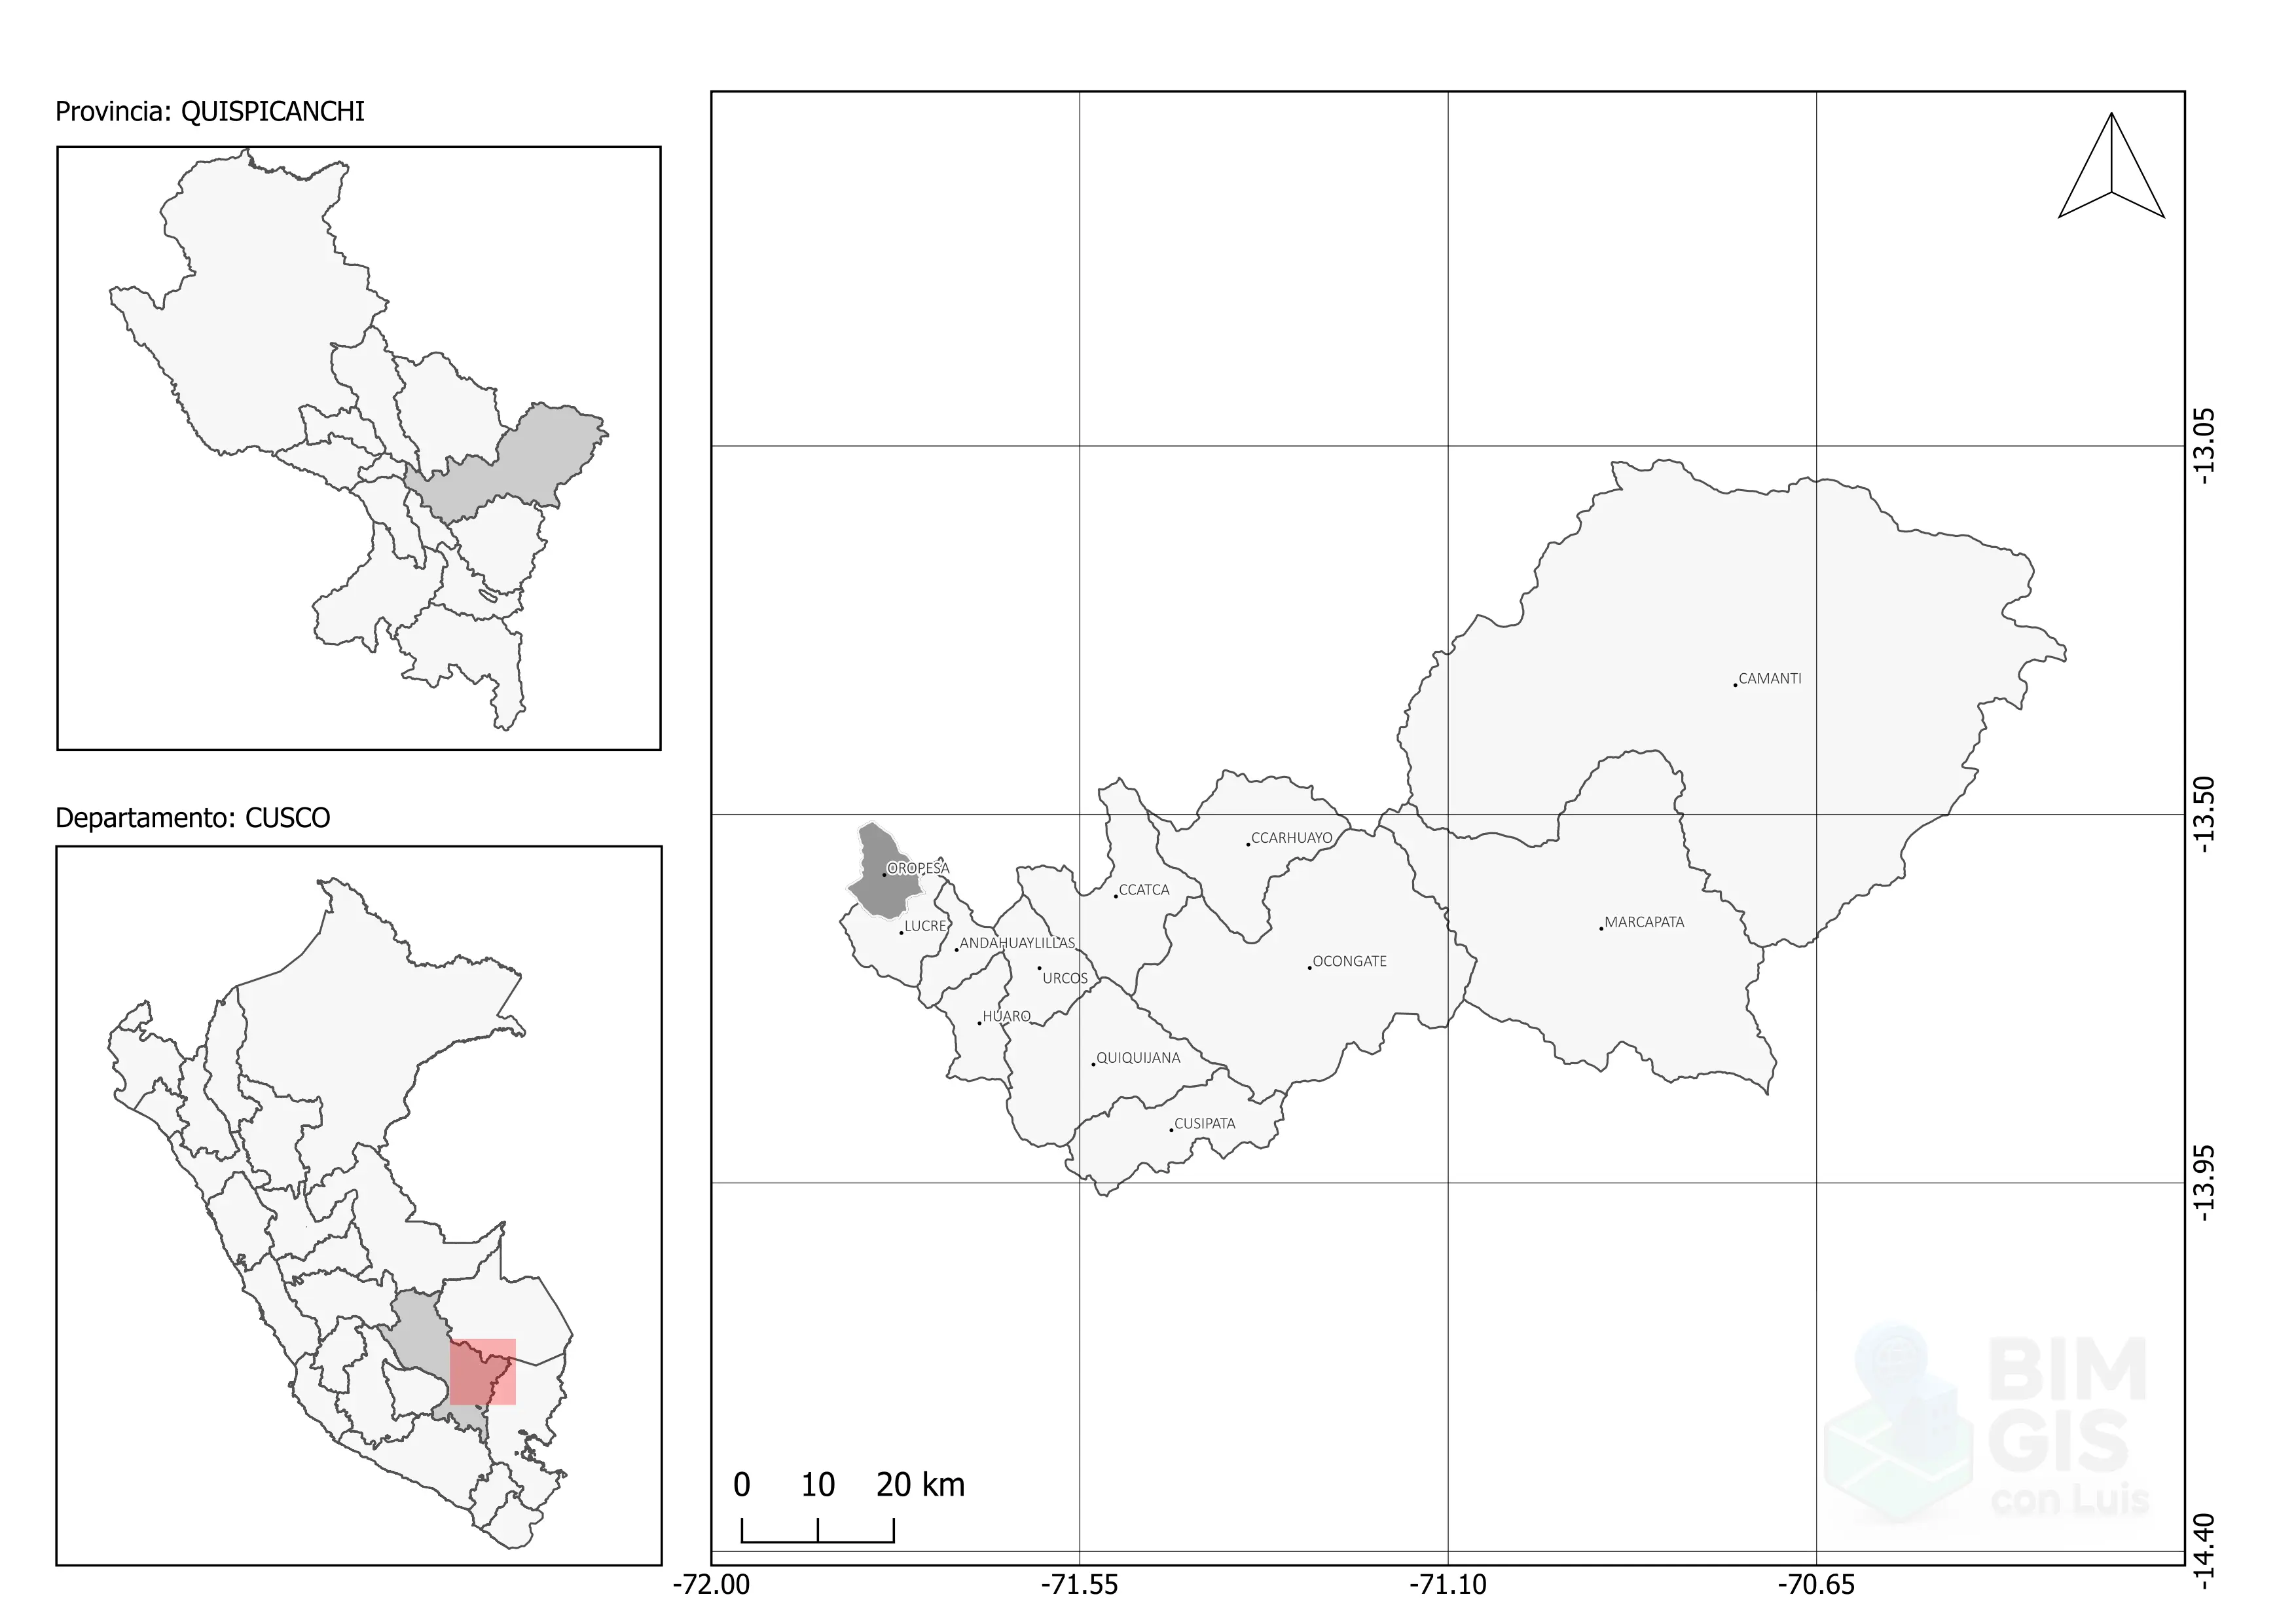 Provincia: QUISPICANCHI
Departamento: CUSCO
CAMANTI
CCARHUAYO
OROPESA
CCATCA
MARCAPATA
LUCRE
ANDAHUAYLILLAS
OCONGATE
URCOS
HUARO
QUIQUIJANA
CUSIPATA
-13.05
-13.50
-13.95
-14.40
BIM
GIS
con Luis
0 10 20 km
-72.00 -71.55 -71.10 -70.65